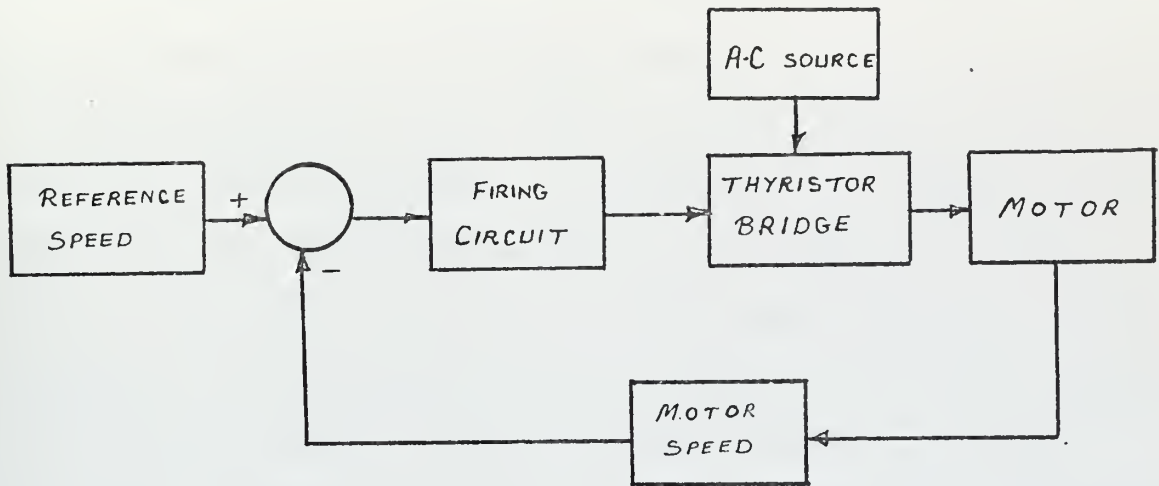 A-C SOURCE
REFERENCE
SPEED
+
-
FIRING
CIRCUIT
THYRISTOR
BRIDGE
MOTOR
MOTOR
SPEED